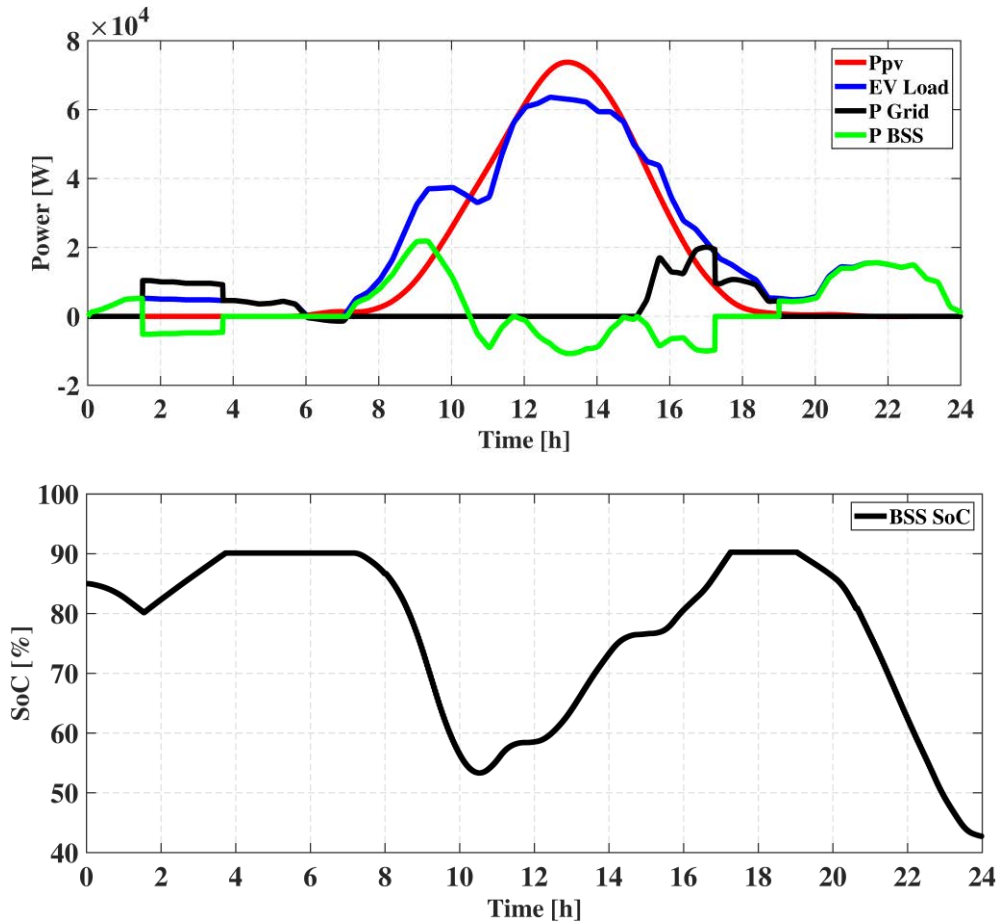 ×10⁴
8
6
4
2
0
-2
Power [W]
Ppv
EV Load
P Grid
P BSS
0 2 4 6 8 10 12 14 16 18 20 22 24
Time [h]
100
90
80
70
60
50
40
SoC [%]
BSS SoC
0 2 4 6 8 10 12 14 16 18 20 22 24
Time [h]